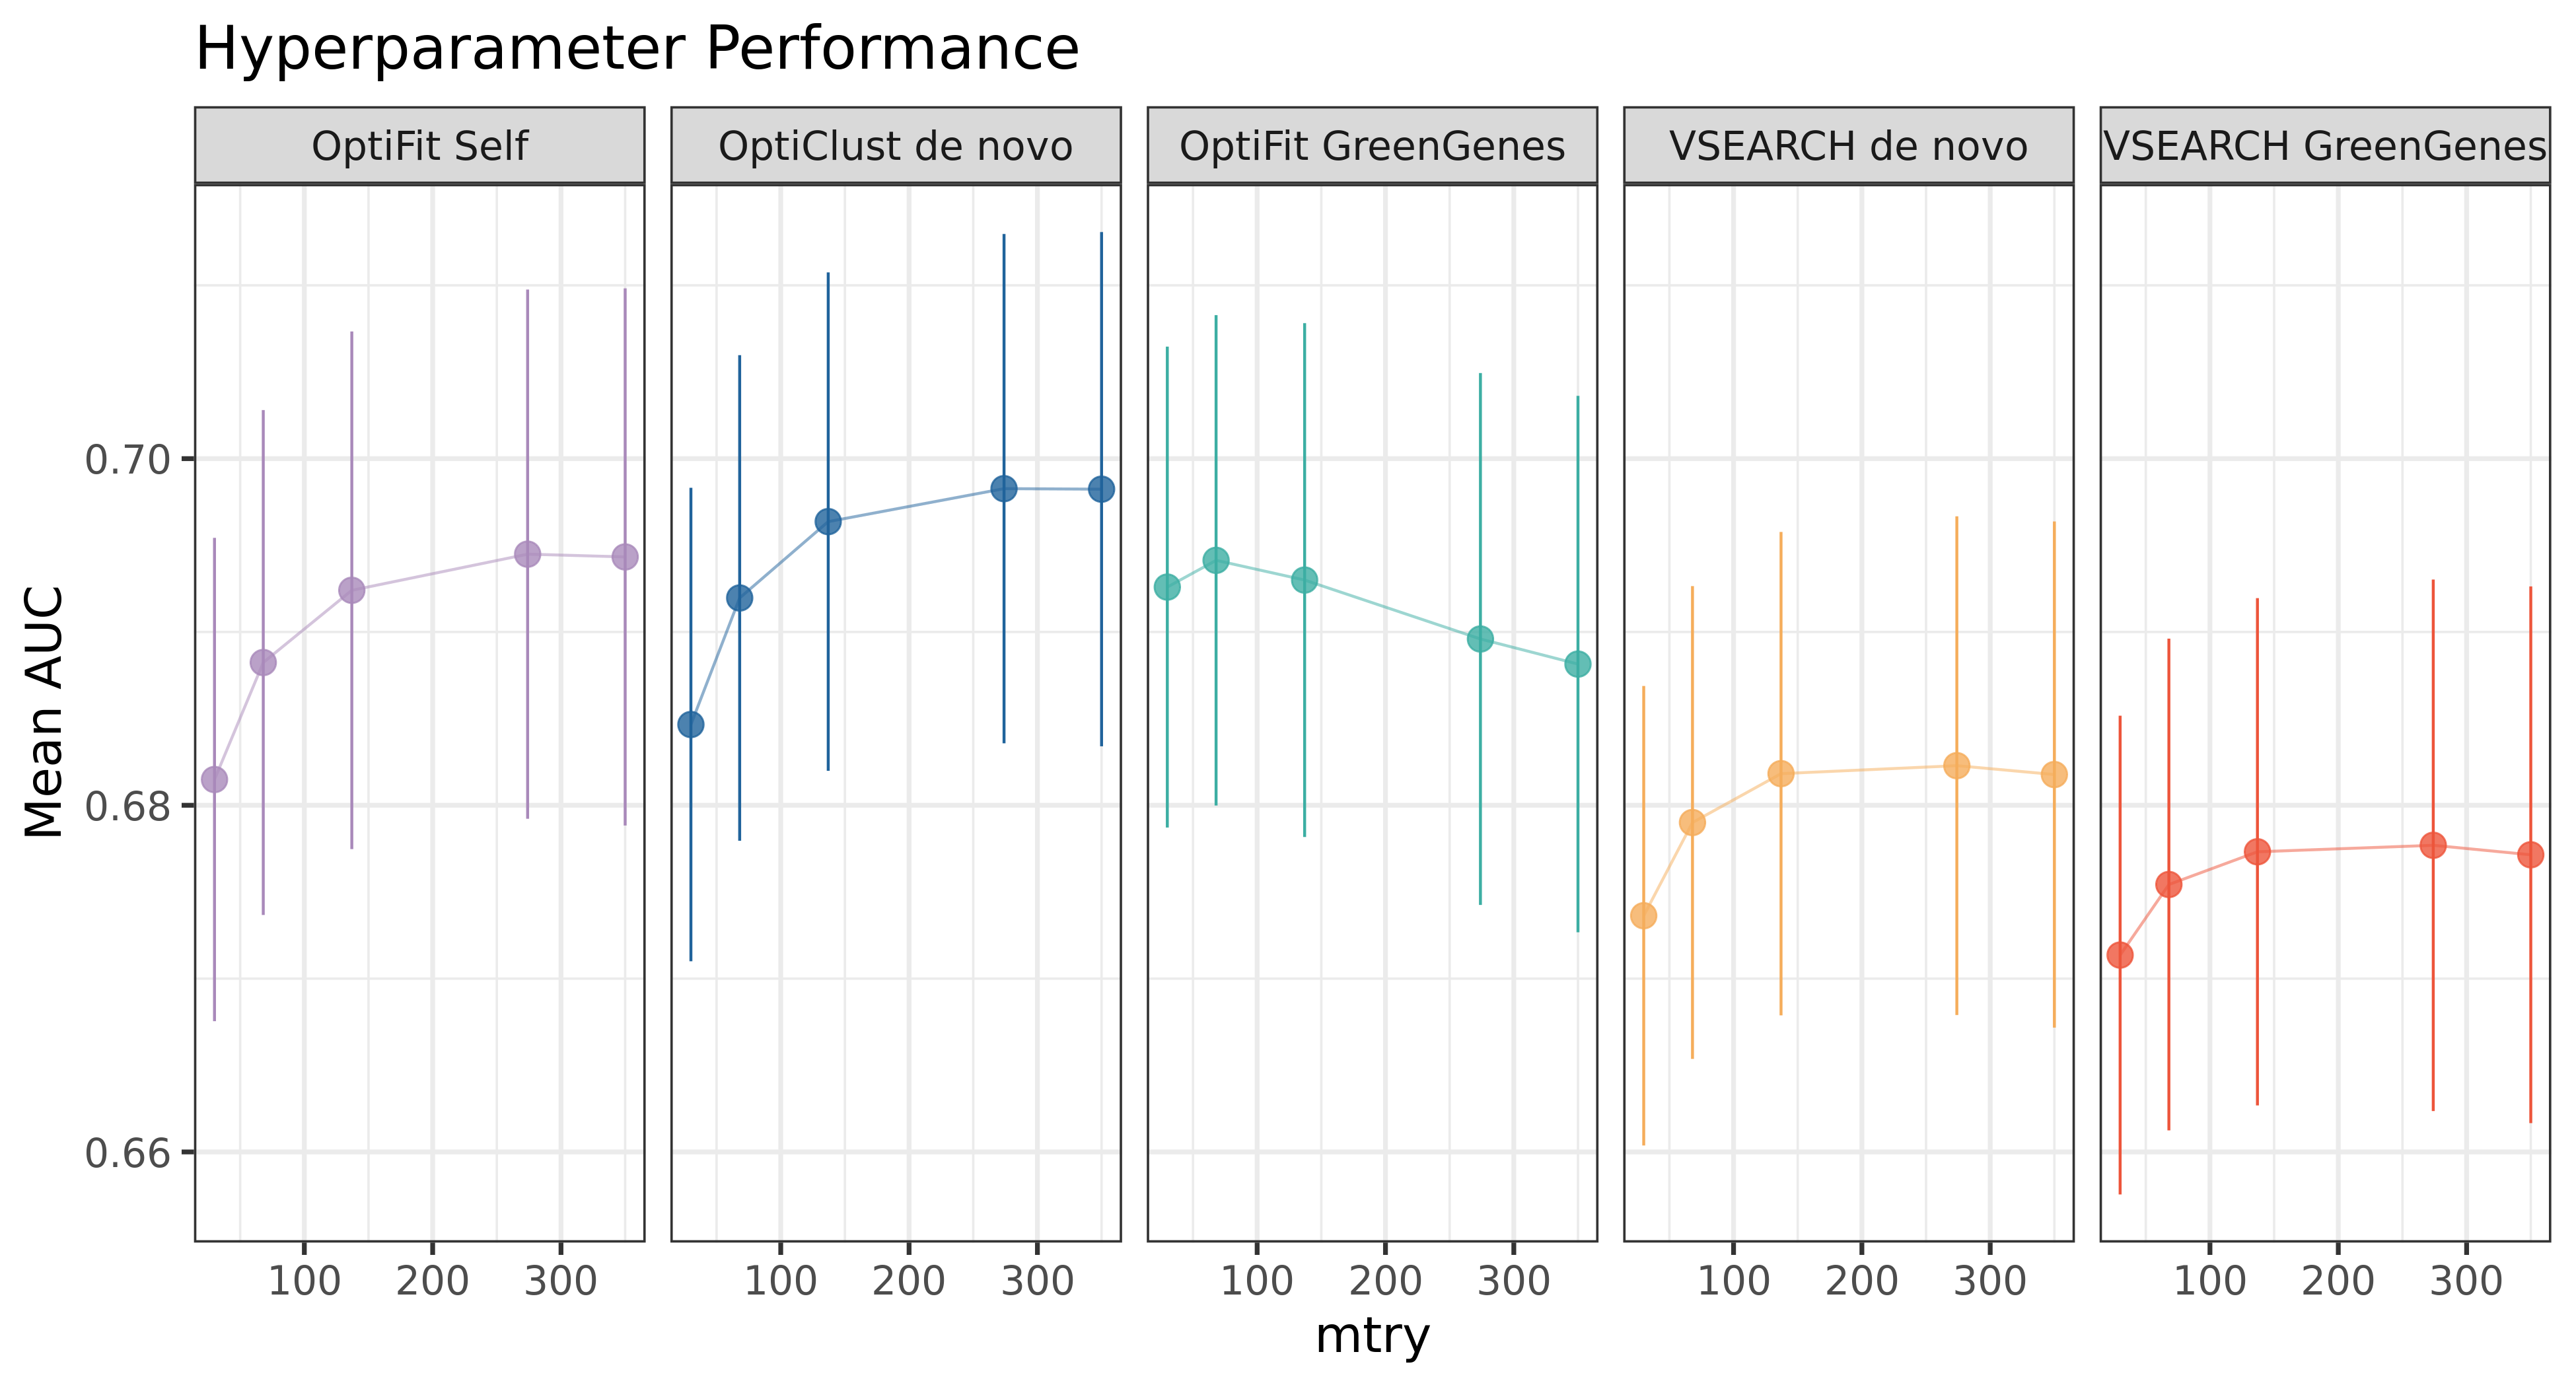 Hyperparameter Performance
OptiFit Self
OptiClust de novo
OptiFit GreenGenes
VSEARCH de novo
VSEARCH GreenGenes
Mean AUC
0.70
0.68
0.66
100 200 300
100 200 300
100 200 300
100 200 300
100 200 300
mtry